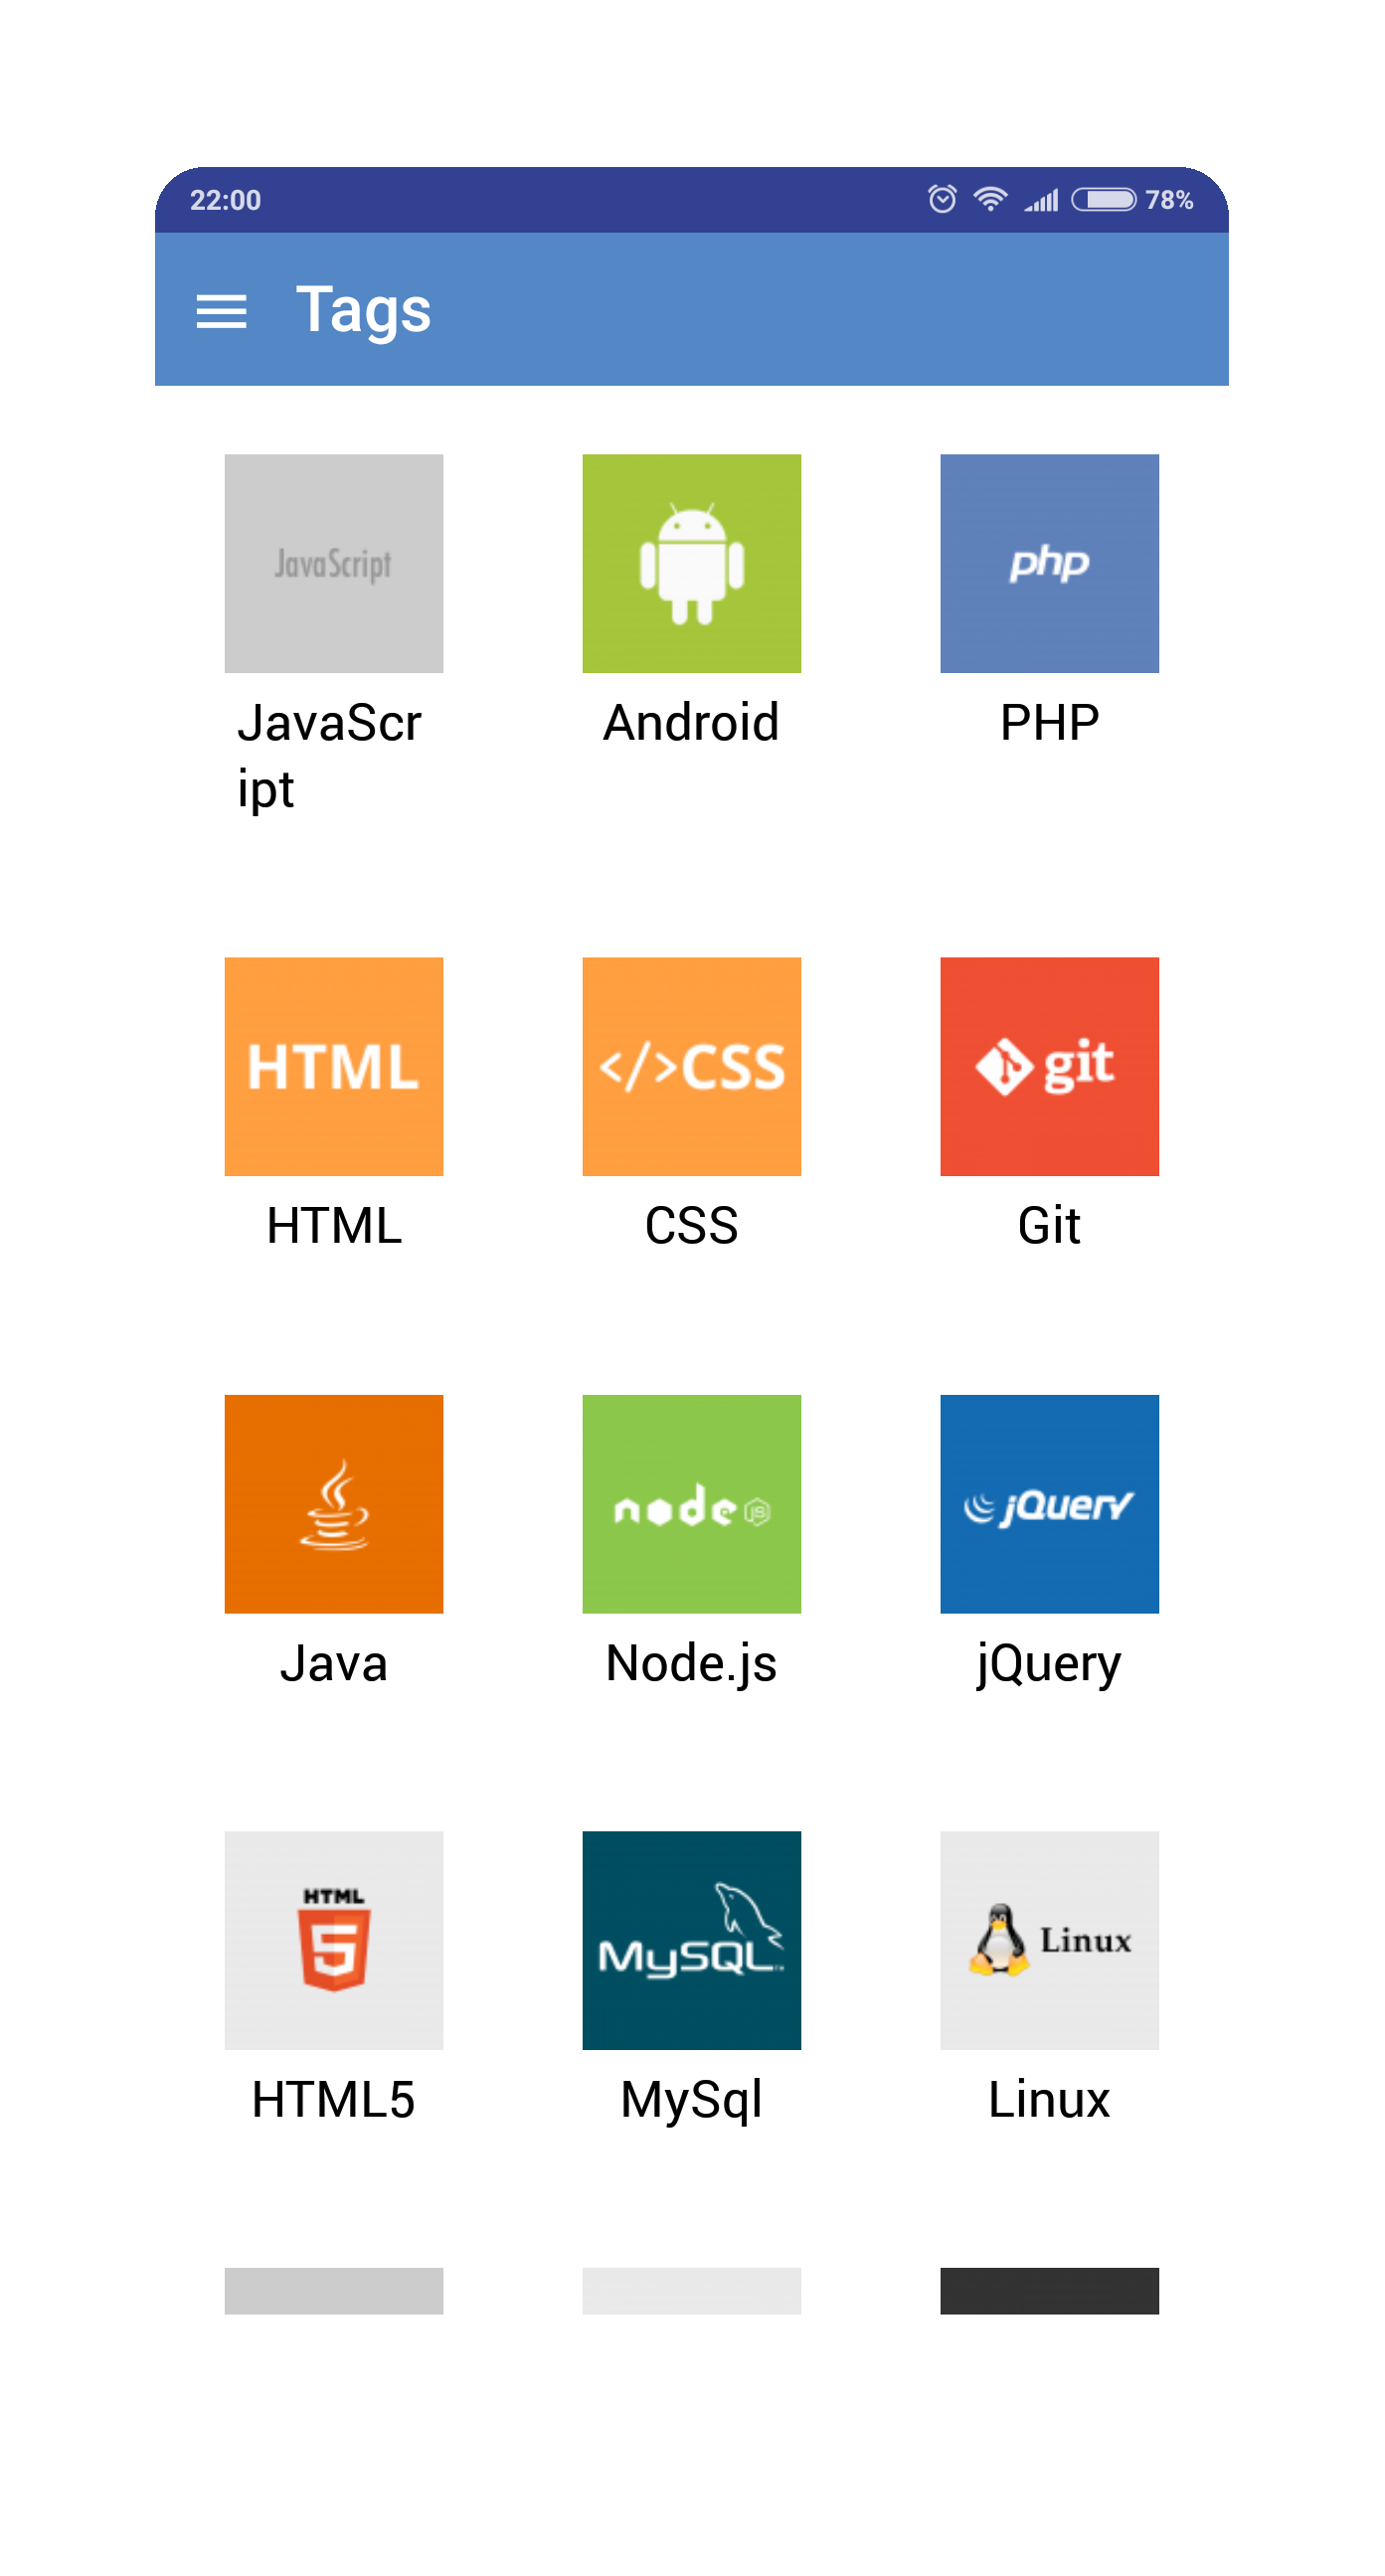 22:00 78%
Tags
JavaScript
php
JavaScr
ipt
Android
PHP
HTML
</>CSS
git
HTML
CSS
Git
node JS
jQuery
Java
Node.js
jQuery
HTML
5
MySQL
Linux
HTML5
MySql
Linux